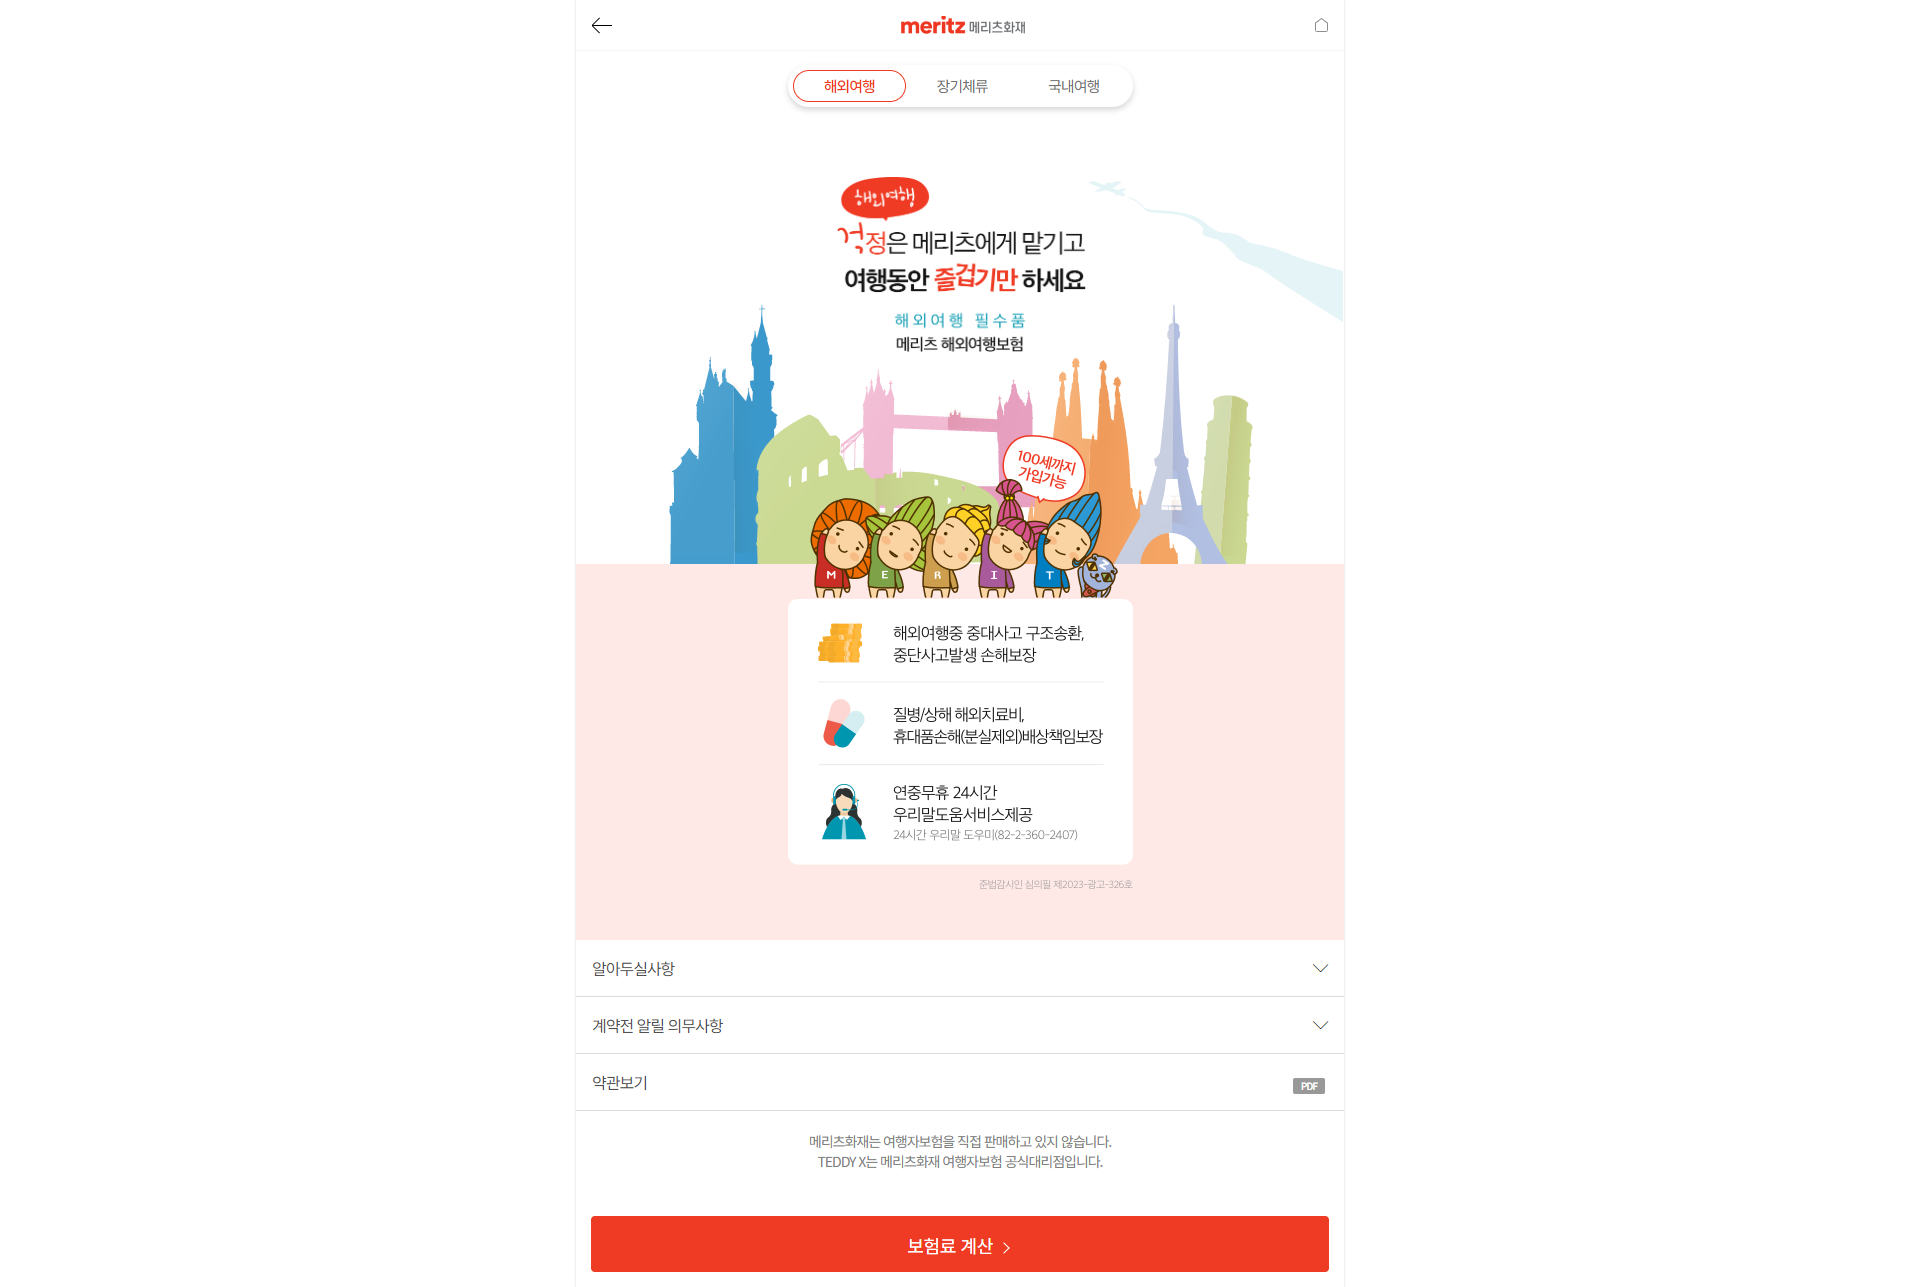 meritz 메리츠화재
해외여행 장기체류 국내여행
해외여행
걱정은 메리츠에게 맡기고
여행동안 즐겁기만 하세요
해외여행 필수품
메리츠 해외여행보험
100세까지
가입가능
M E R I T
해외여행중 중대사고 구조송환,
중단사고발생 손해보장
질병/상해 해외치료비,
휴대품손해(분실제외)배상책임보장
연중무휴 24시간
우리말도움서비스제공
24시간 우리말 도우미(82-2-360-2407)
준법감시인 심의필 제2023-광고-326호
알아두실사항
계약전 알릴 의무사항
약관보기 PDF
메리츠화재는 여행자보험을 직접 판매하고 있지 않습니다.
TEDDY X는 메리츠화재 여행자보험 공식대리점입니다.
보험료 계산